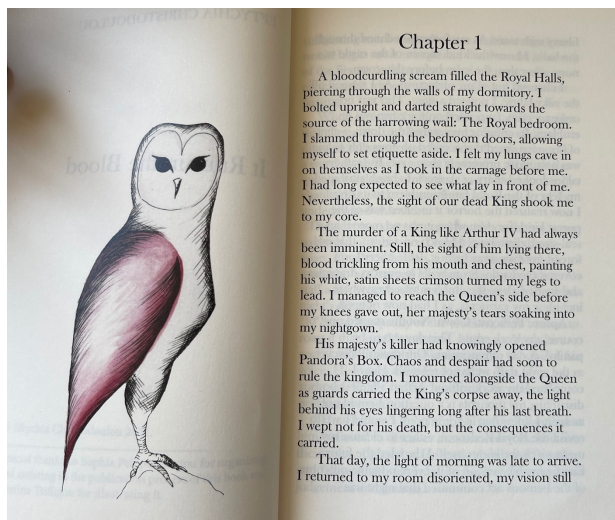 Chapter 1
A bloodcurdling scream filled the Royal Halls,
piercing through the walls of my dormitory. I
bolted upright and darted straight towards the
source of the harrowing wail: The Royal bedroom.
I slammed through the bedroom doors, allowing
myself to set etiquette aside. I felt my lungs cave in
on themselves as I took in the carnage before me.
I had long expected to see what lay in front of me.
Nevertheless, the sight of our dead King shook me
to my core.
The murder of a King like Arthur IV had always
been imminent. Still, the sight of him lying there,
blood trickling from his mouth and chest, painting
his white, satin sheets crimson turned my legs to
lead. I managed to reach the Queen’s side before
my knees gave out, her majesty’s tears soaking into
my nightgown.
His majesty’s killer had knowingly opened
Pandora’s Box. Chaos and despair had soon to
rule the kingdom. I mourned alongside the Queen
as guards carried the King’s corpse away, the light
behind his eyes lingering long after his last breath.
I wept not for his death, but the consequences it
carried.
That day, the light of morning was late to arrive.
I returned to my room disoriented, my vision still